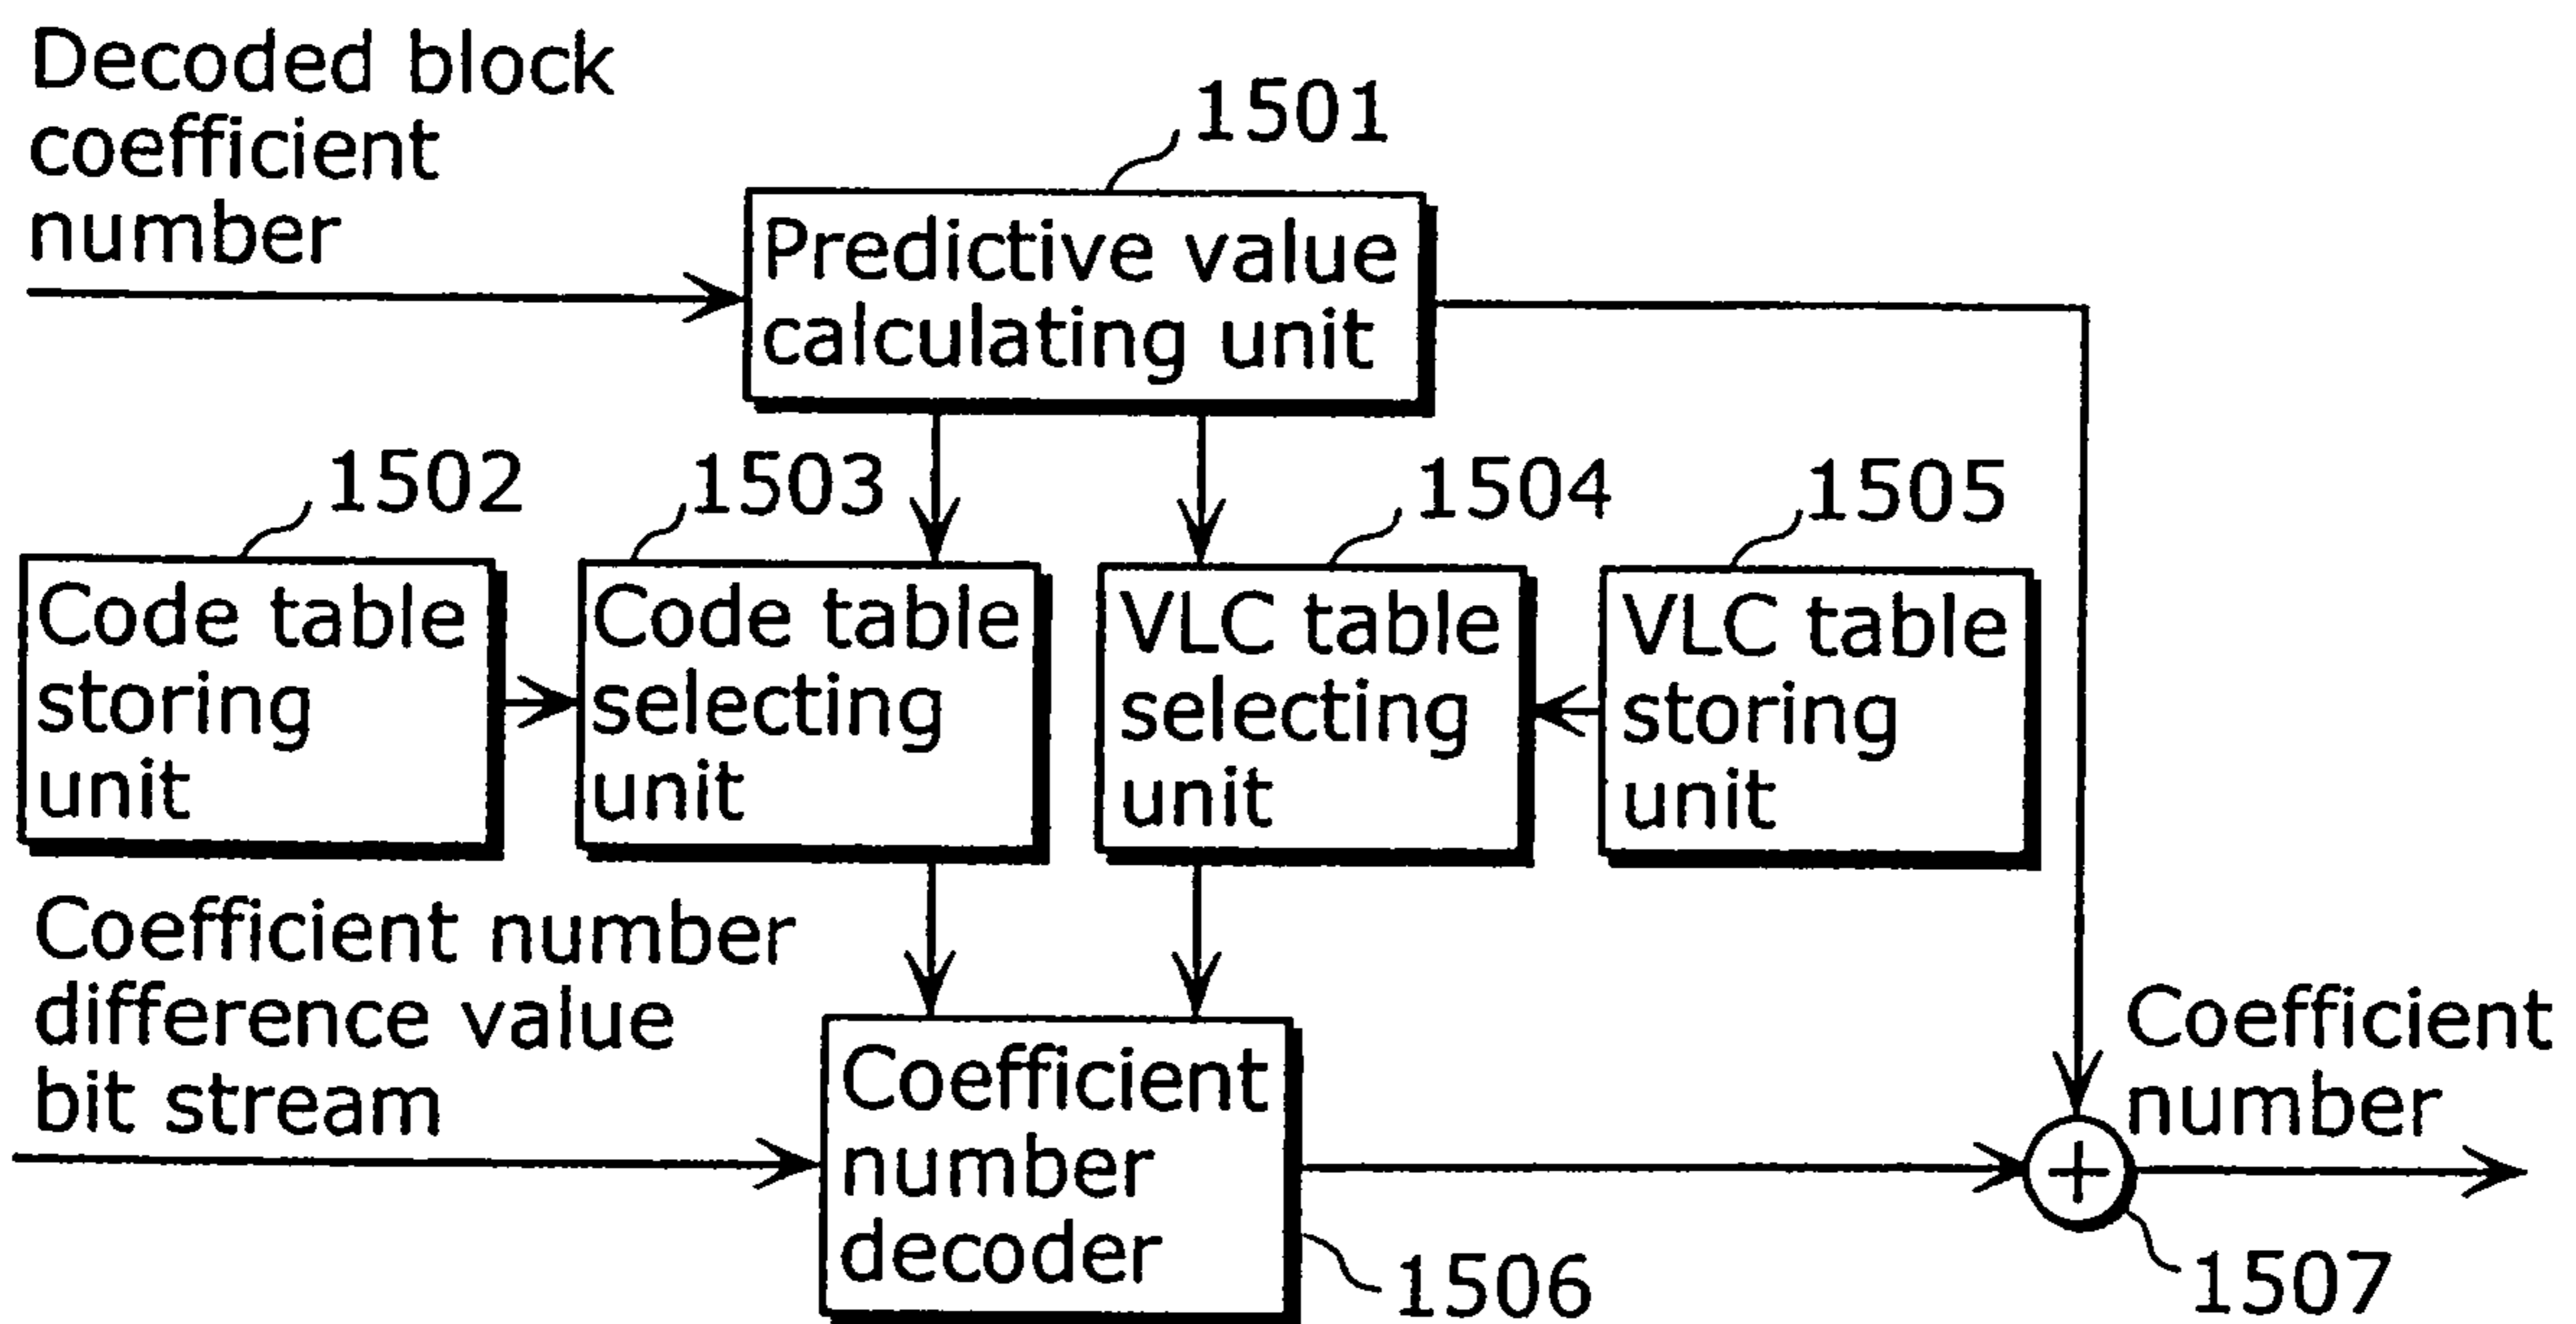 Decoded block
coefficient
number
1501
Predictive value
calculating unit
1502
1503
1504
1505
Code table
storing
unit
Code table
selecting
unit
VLC table
selecting
unit
VLC table
storing
unit
Coefficient number
difference value
bit stream
Coefficient
number
decoder
Coefficient
number
1506
1507